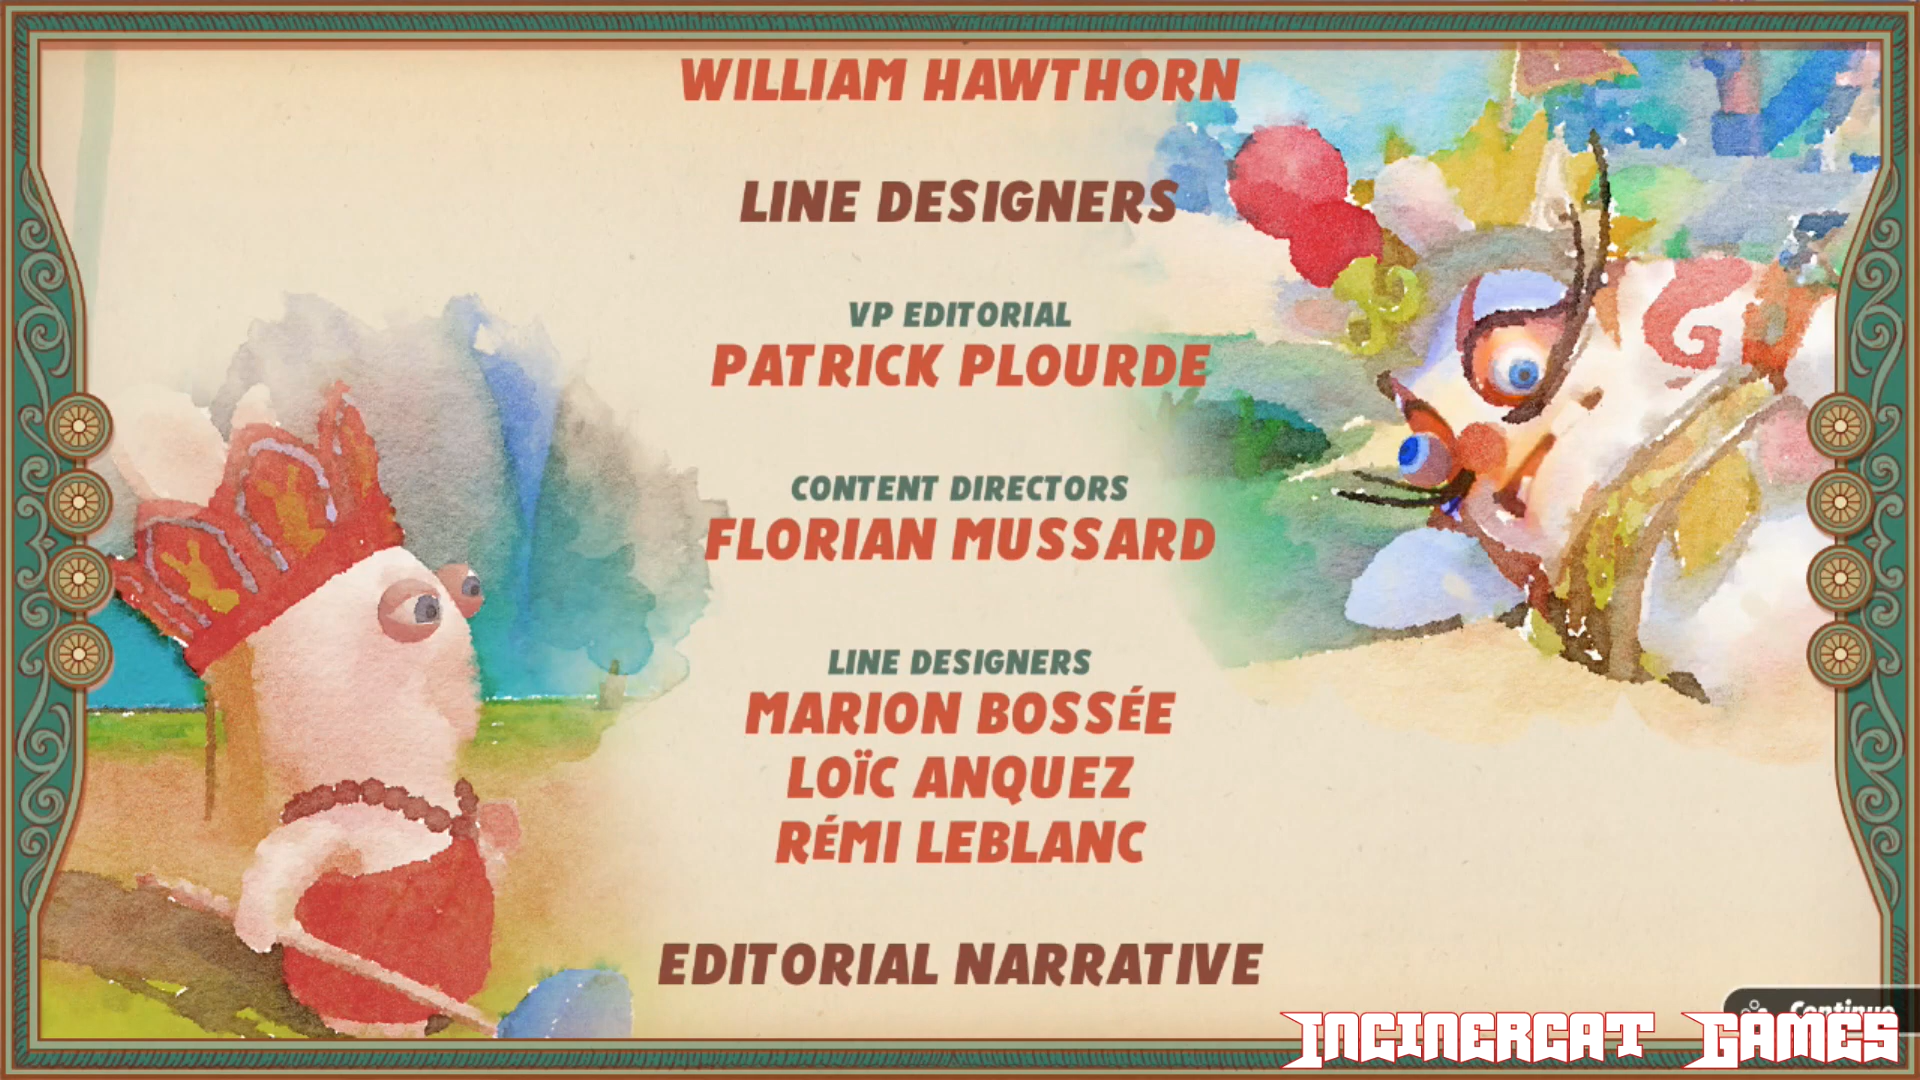 WILLIAM HAWTHORN
LINE DESIGNERS
VP EDITORIAL
PATRICK PLOURDE
CONTENT DIRECTORS
FLORIAN MUSSARD
LINE DESIGNERS
MARION BOSSÉE
LOÏC ANQUEZ
RÉMI LEBLANC
EDITORIAL NARRATIVE
Continue
INCINERCAT GAMES